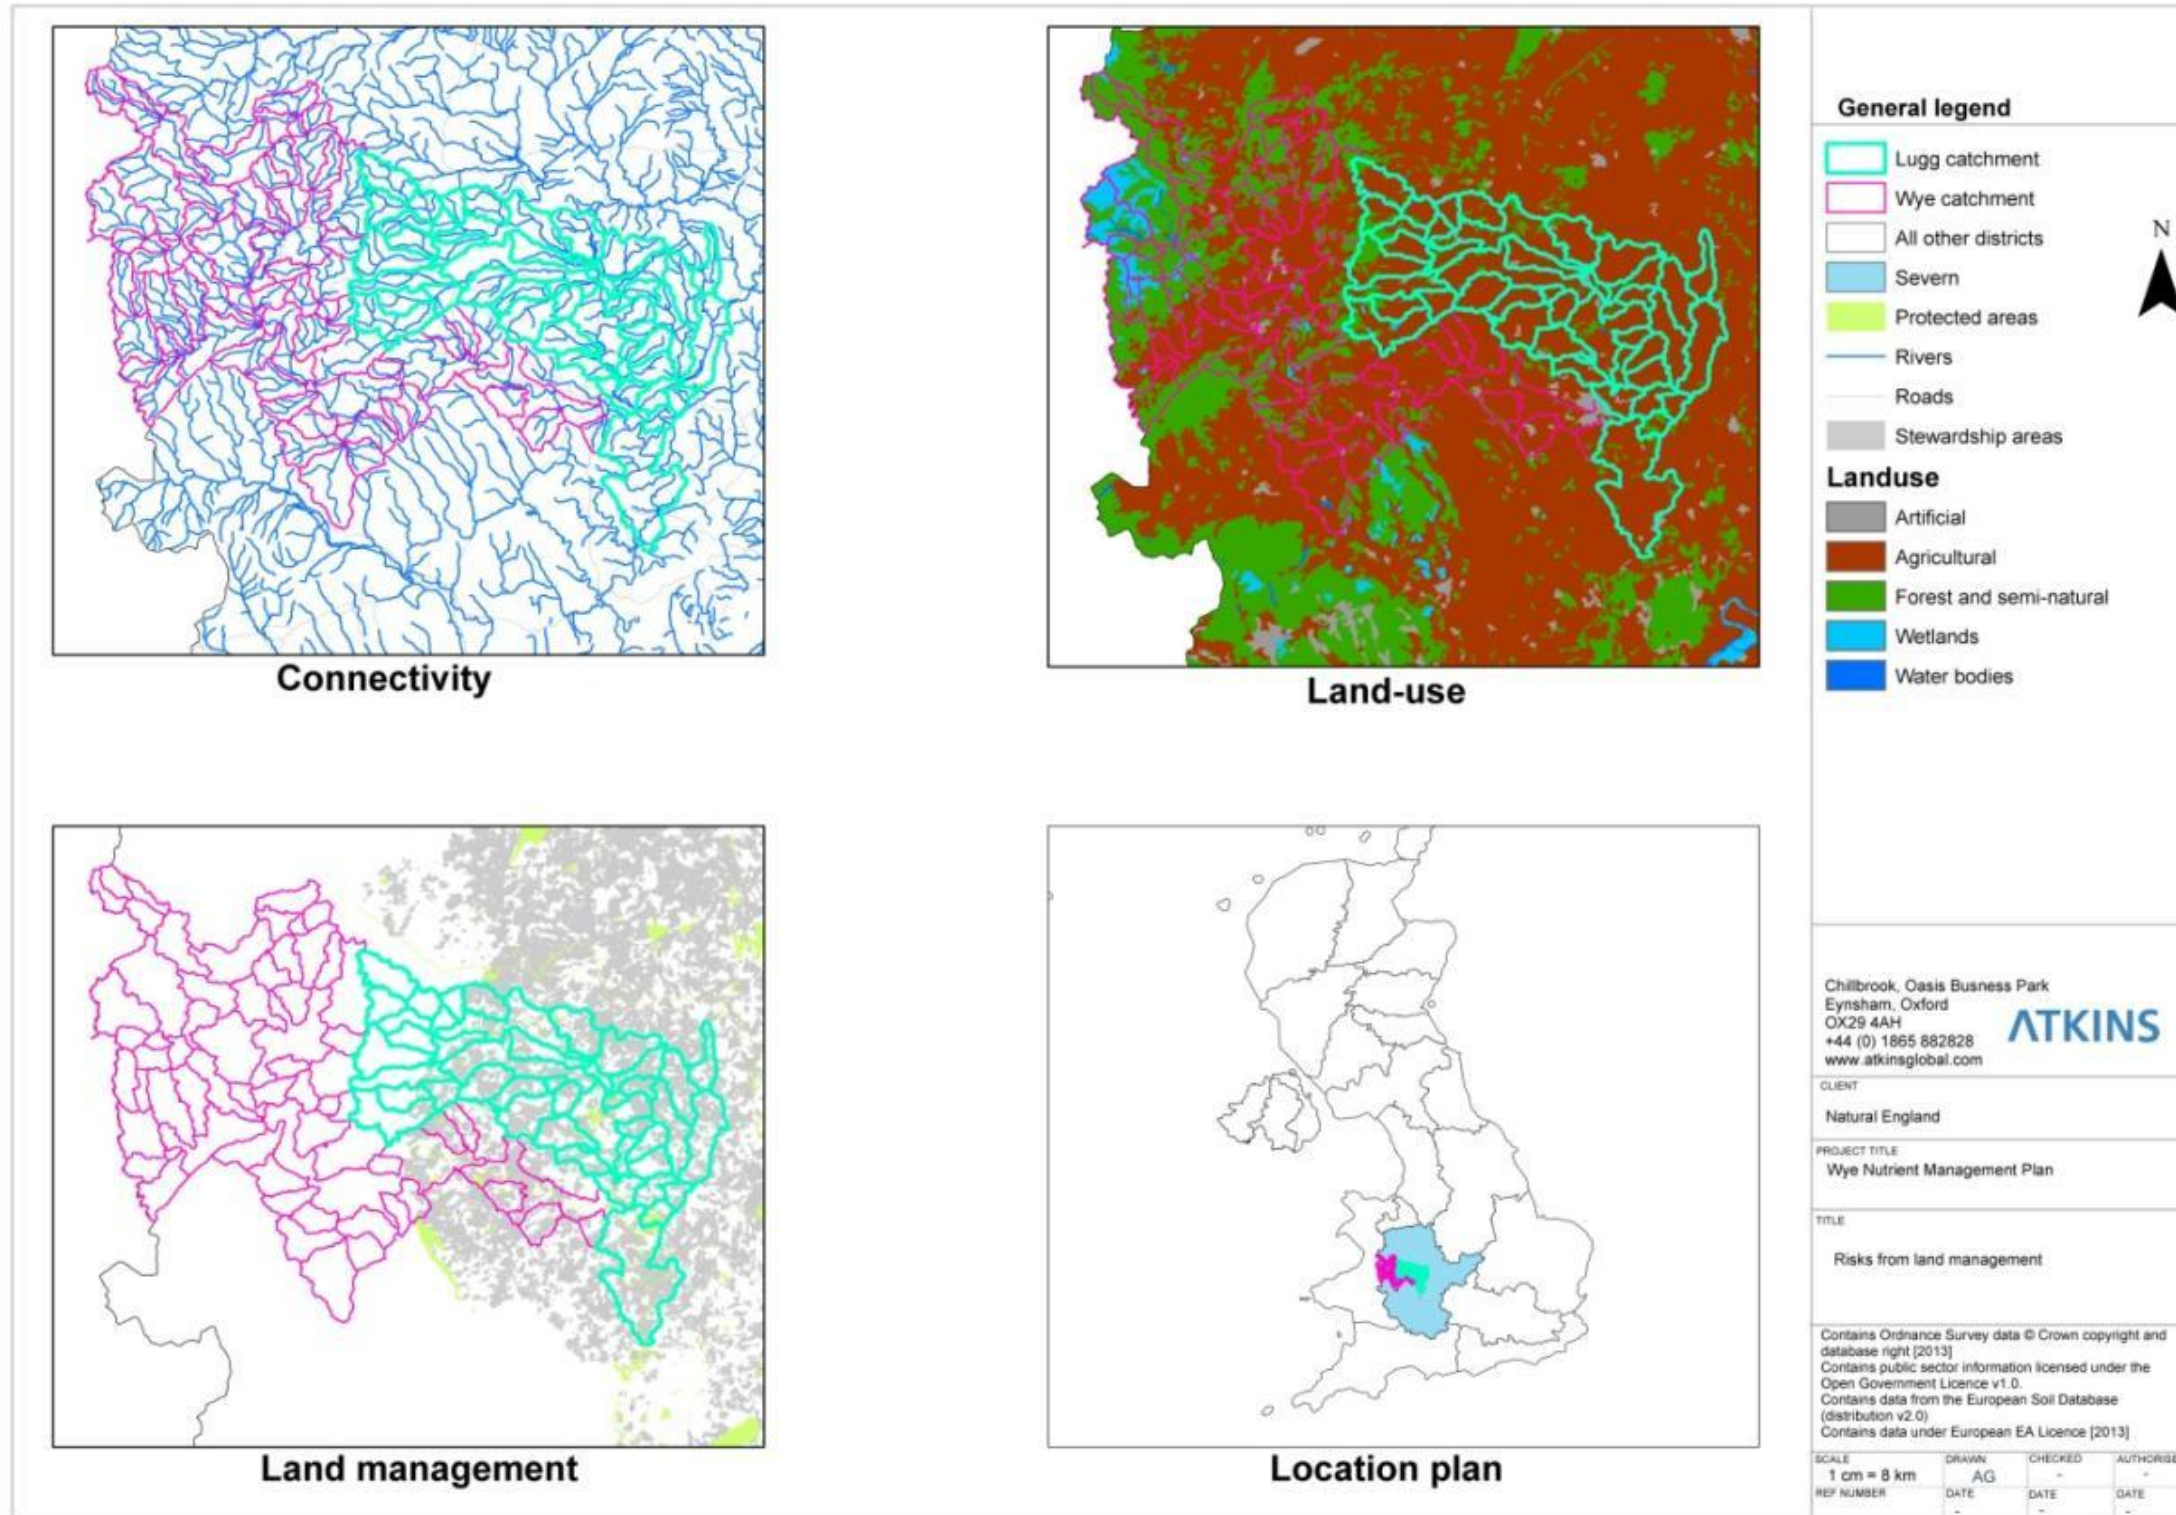 Connectivity
Land-use
Land management
Location plan
General legend
Lugg catchment
Wye catchment
All other districts
Severn
Protected areas
Rivers
Roads
Stewardship areas
N
Landuse
Artificial
Agricultural
Forest and semi-natural
Wetlands
Water bodies
Chillbrook, Oasis Busness Park
Eynsham, Oxford
OX29 4AH
+44 (0) 1865 882828
www.atkinsglobal.com
ATKINS
CLIENT
Natural England
PROJECT TITLE
Wye Nutrient Management Plan
TITLE
Risks from land management
Contains Ordnance Survey data © Crown copyright and
database right [2013]
Contains public sector information licensed under the
Open Government Licence v1.0.
Contains data from the European Soil Database
(distribution v2.0)
Contains data under European EA Licence [2013]
SCALE DRAWN CHECKED AUTHORISE
1 cm = 8 km AG - -
REF NUMBER DATE DATE DATE
- - -